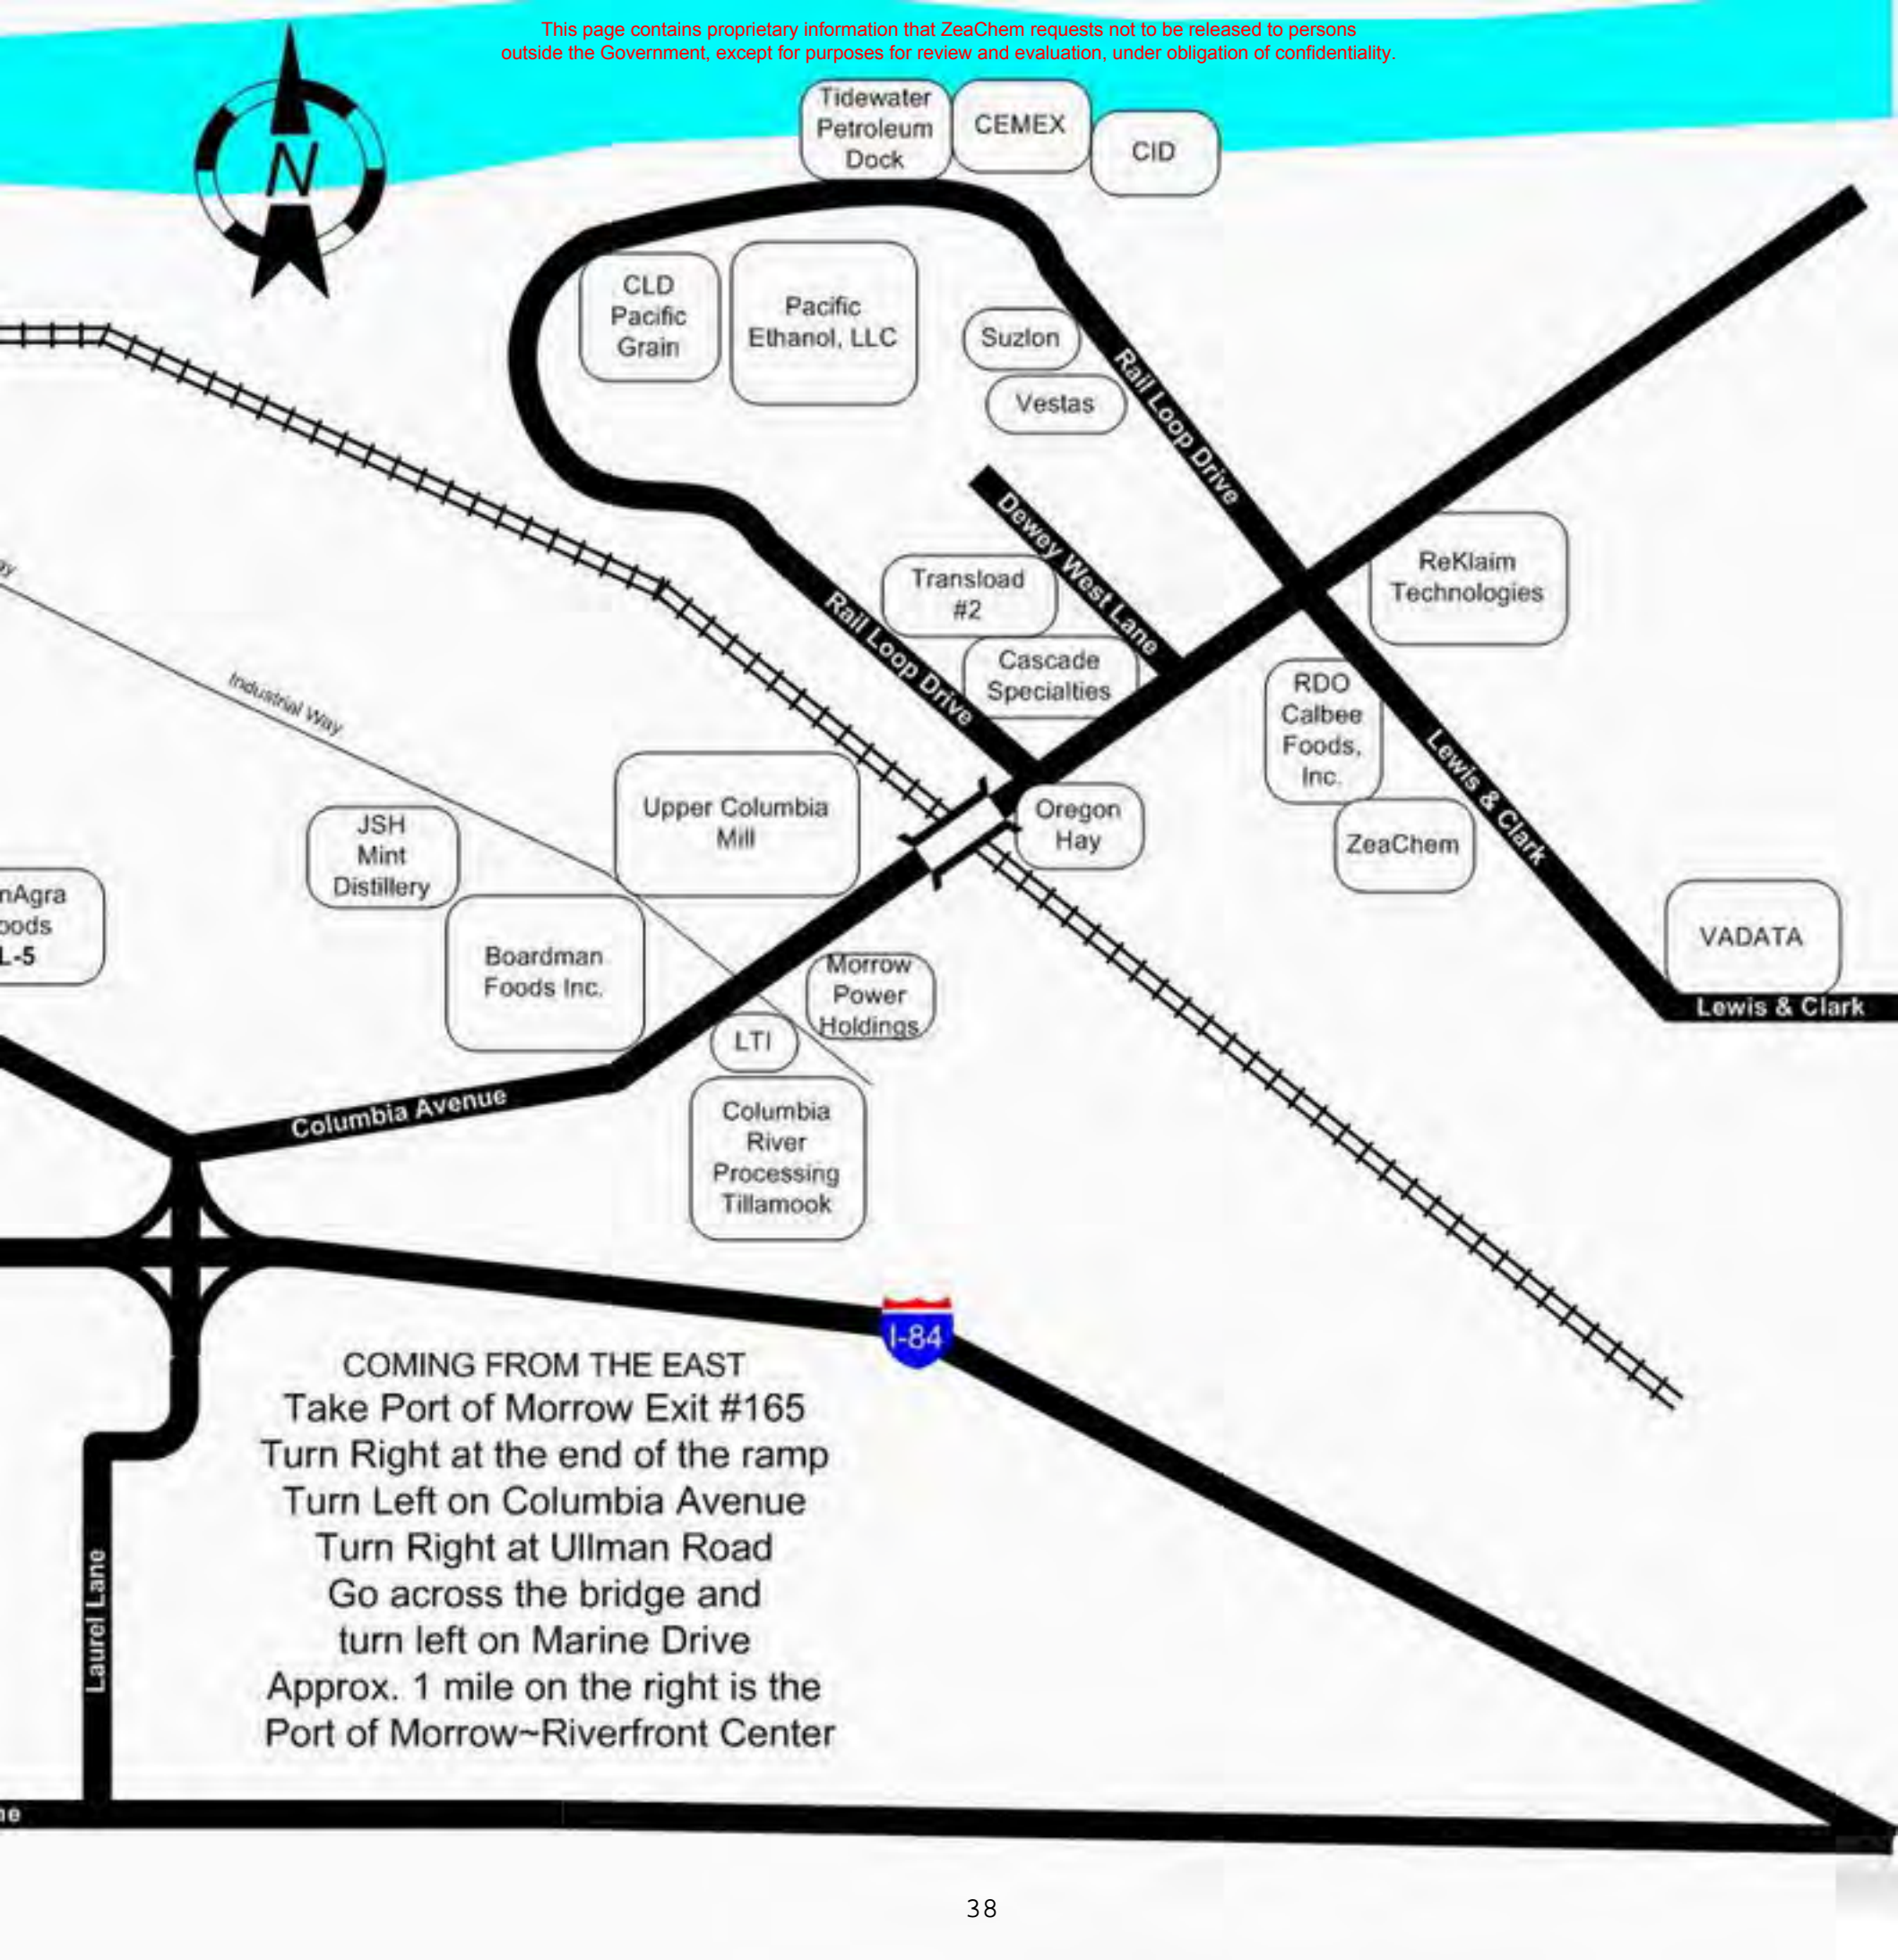 This page contains proprietary information that ZeaChem requests not to be released to persons
outside the Government, except for purposes for review and evaluation, under obligation of confidentiality.
Tidewater
Petroleum
Dock
CEMEX
CID
N
CLD
Pacific
Grain
Pacific
Ethanol, LLC
Suzlon
Vestas
Rail Loop Drive
Dewey West Lane
Transload
#2
Rail Loop Drive
Cascade
Specialties
ReKlaim
Technologies
RDO
Calbee
Foods,
Inc.
Lewis & Clark
ZeaChem
Industrial Way
Upper Columbia
Mill
Oregon
Hay
JSH
Mint
Distillery
nAgra
oods
L-5
Boardman
Foods Inc.
Morrow
Power
Holdings
VADATA
Lewis & Clark
LTI
Columbia Avenue
Columbia
River
Processing
Tillamook
I-84
COMING FROM THE EAST
Take Port of Morrow Exit #165
Turn Right at the end of the ramp
Turn Left on Columbia Avenue
Turn Right at Ullman Road
Go across the bridge and
turn left on Marine Drive
Approx. 1 mile on the right is the
Port of Morrow~Riverfront Center
Laurel Lane
38